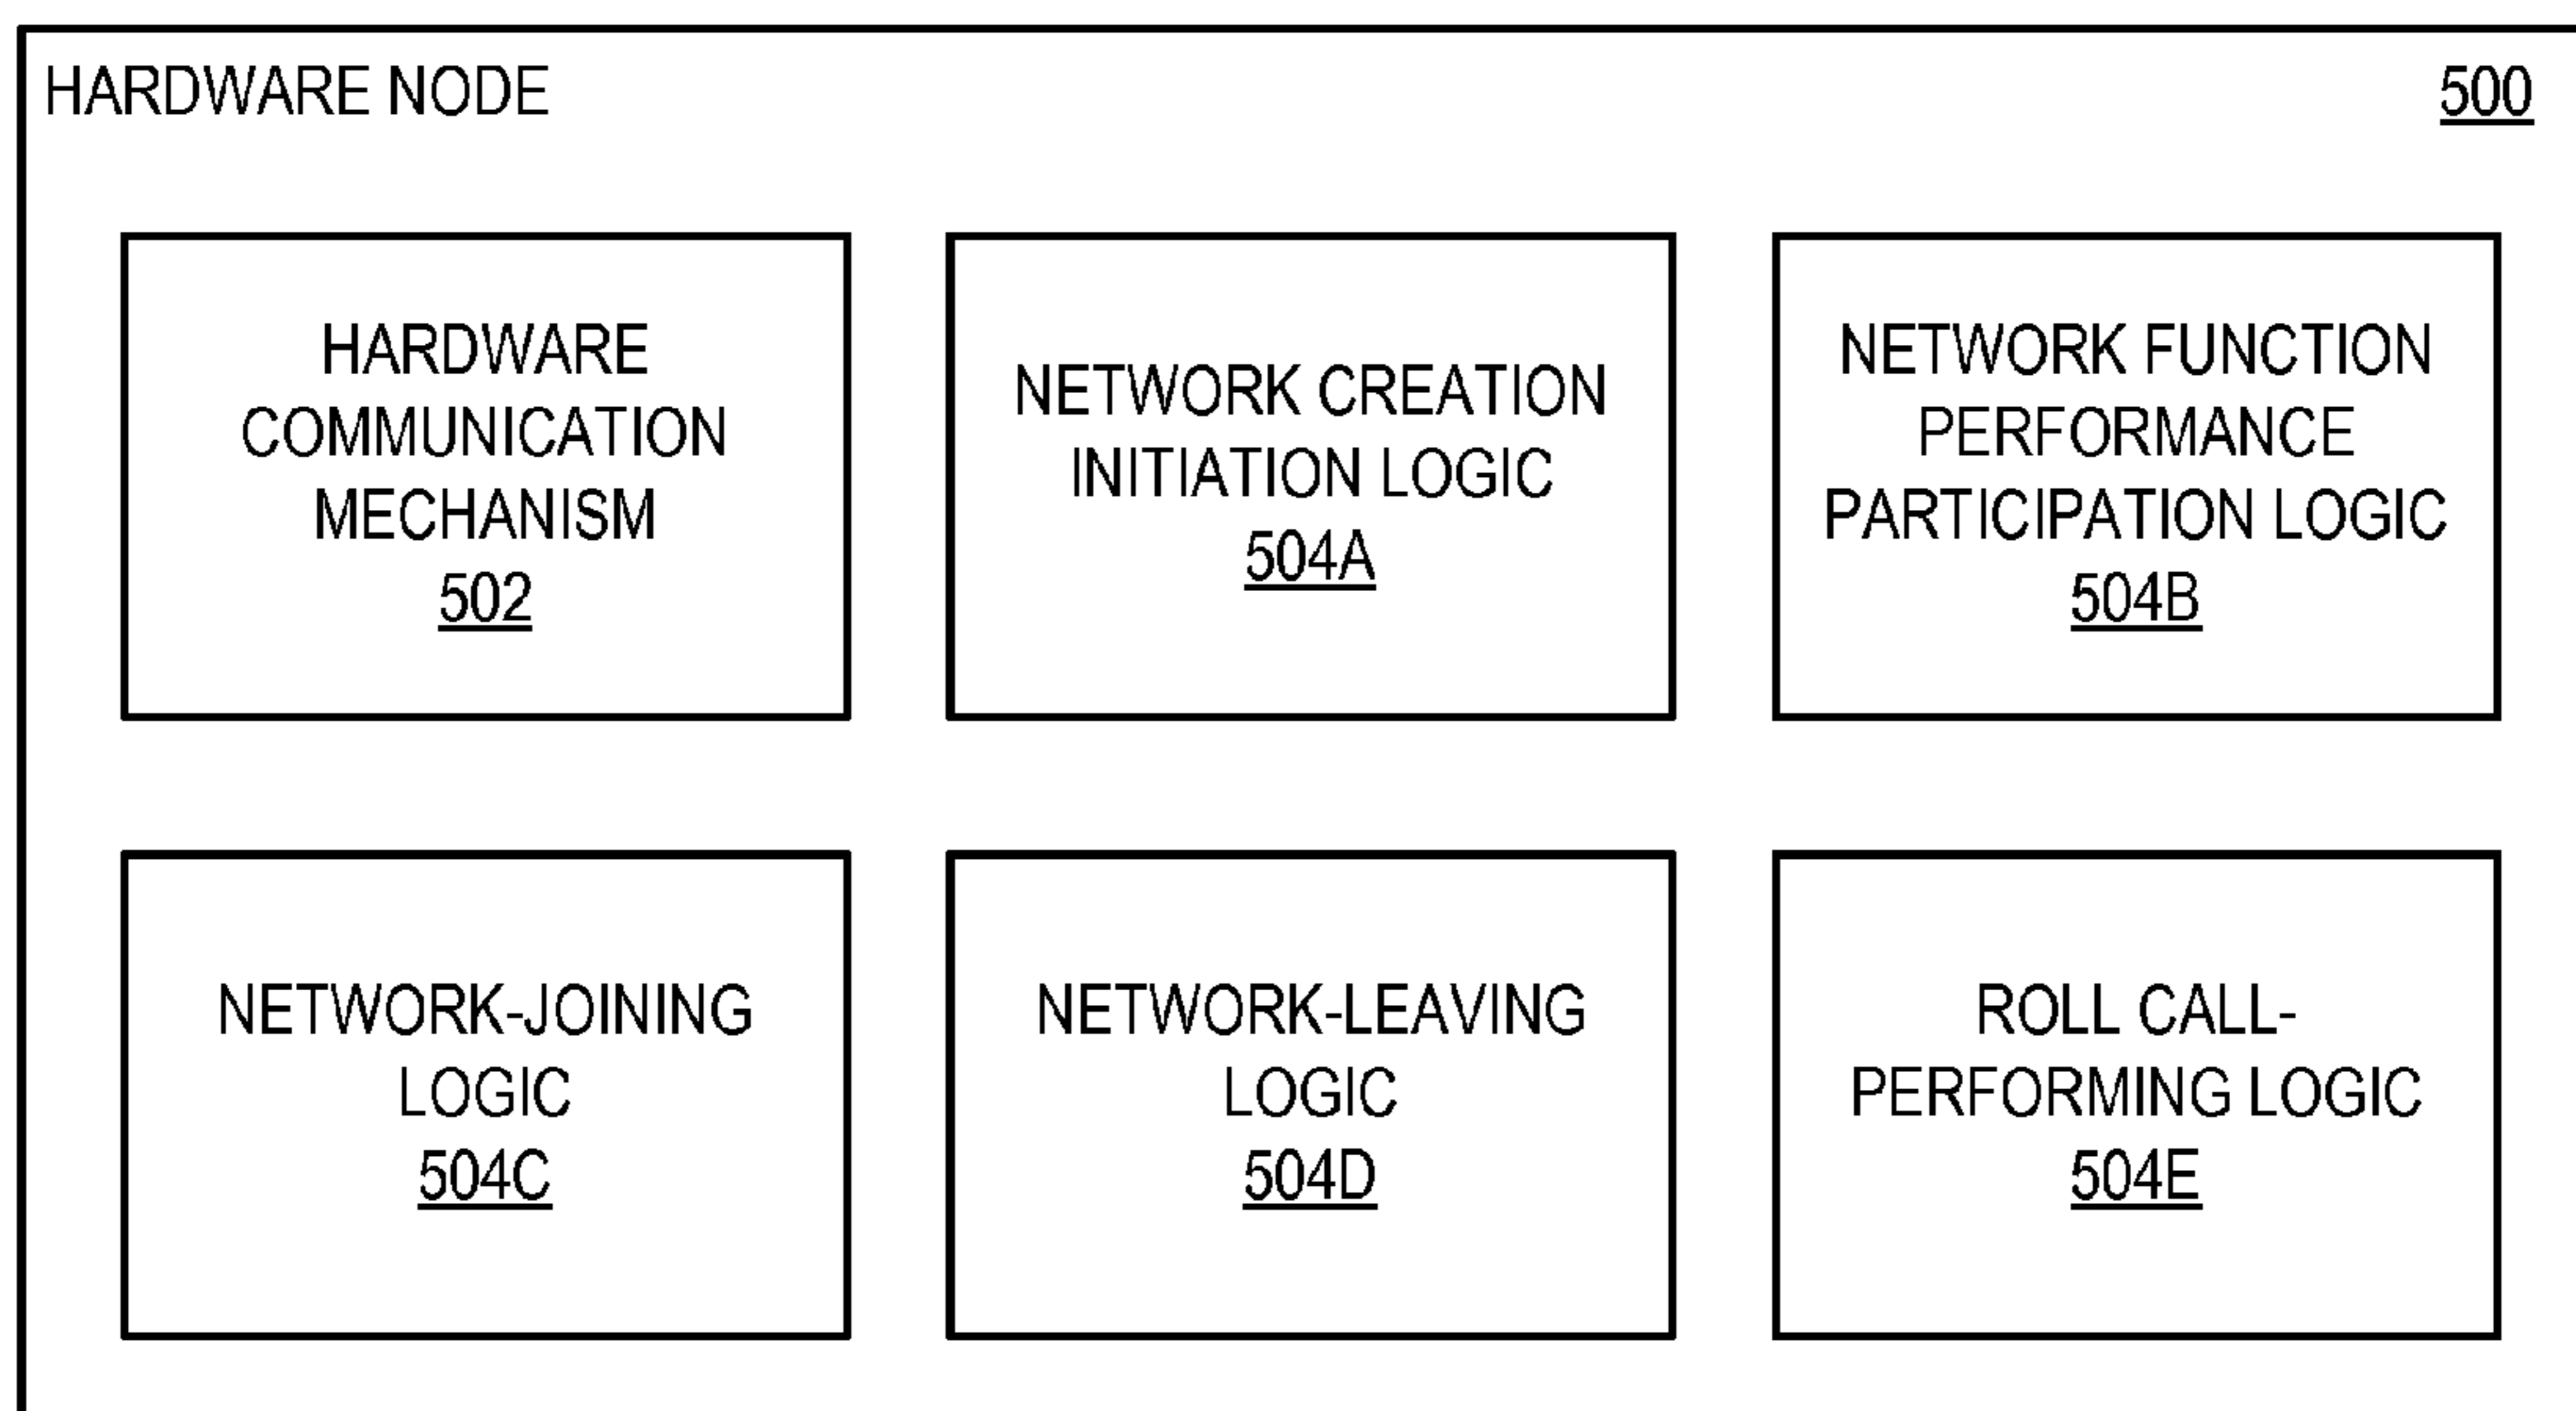 HARDWARE NODE
500
HARDWARE
COMMUNICATION
MECHANISM
502
NETWORK CREATION
INITIATION LOGIC
504A
NETWORK FUNCTION
PERFORMANCE
PARTICIPATION LOGIC
504B
NETWORK-JOINING
LOGIC
504C
NETWORK-LEAVING
LOGIC
504D
ROLL CALL-
PERFORMING LOGIC
504E